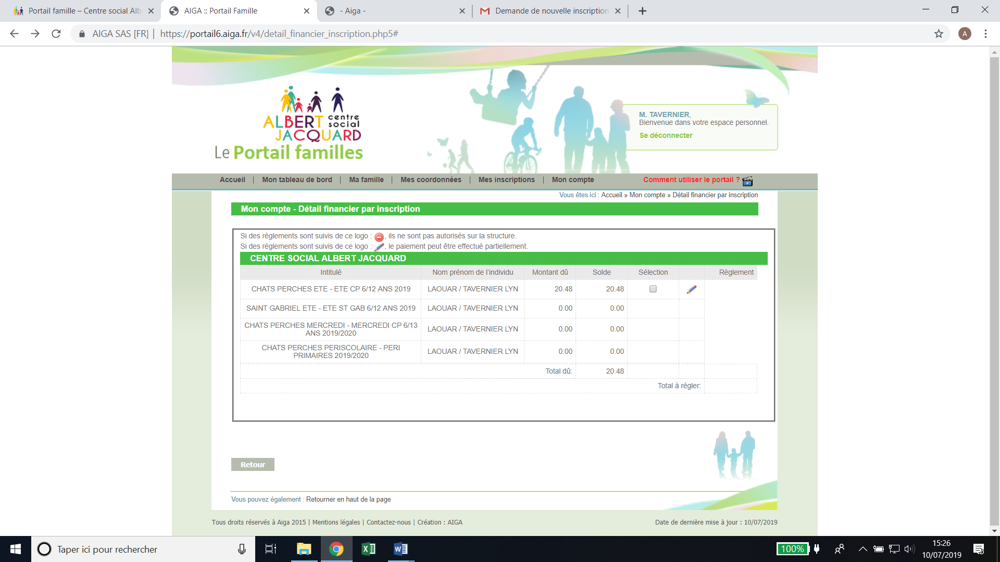 Portail famille – Centre social Alb
AIGA :: Portail Famille
- Aiga -
Demande de nouvelle inscription
AIGA SAS [FR] | https://portail6.aiga.fr/v4/detail_financier_inscription.php5#
A
ALBERT centre social
JACQUARD
Le Portail familles
M. TAVERNIER,
Bienvenue dans votre espace personnel.
Se déconnecter
Accueil | Mon tableau de bord | Ma famille | Mes coordonnées | Mes inscriptions | Mon compte
Comment utiliser le portail ?
Vous êtes ici : Accueil » Mon compte » Détail financier par inscription
Mon compte - Détail financier par inscription
Si des règlements sont suivis de ce logo : , ils ne sont pas autorisés sur la structure.
Si des règlements sont suivis de ce logo : , le paiement peut être effectué partiellement.
CENTRE SOCIAL ALBERT JACQUARD
Intitulé Nom prénom de l'individu Montant dû Solde Sélection Règlement
CHATS PERCHES ETE - ETE CP 6/12 ANS 2019 LAOUAR / TAVERNIER LYN 20.48 20.48
SAINT GABRIEL ETE - ETE ST GAB 6/12 ANS 2019 LAOUAR / TAVERNIER LYN 0.00 0.00
CHATS PERCHES MERCREDI - MERCREDI CP 6/13
ANS 2019/2020 LAOUAR / TAVERNIER LYN 0.00 0.00
CHATS PERCHES PERISCOLAIRE - PERI
PRIMAIRES 2019/2020 LAOUAR / TAVERNIER LYN 0.00 0.00
Total dû: 20.48
Total à régler:
Retour
Vous pouvez également : Retourner en haut de la page
Tous droits réservés à Aiga 2015 | Mentions légales | Contactez-nous | Création : AIGA
Date de dernière mise à jour : 10/07/2019
Taper ici pour rechercher
100%
15:26
10/07/2019